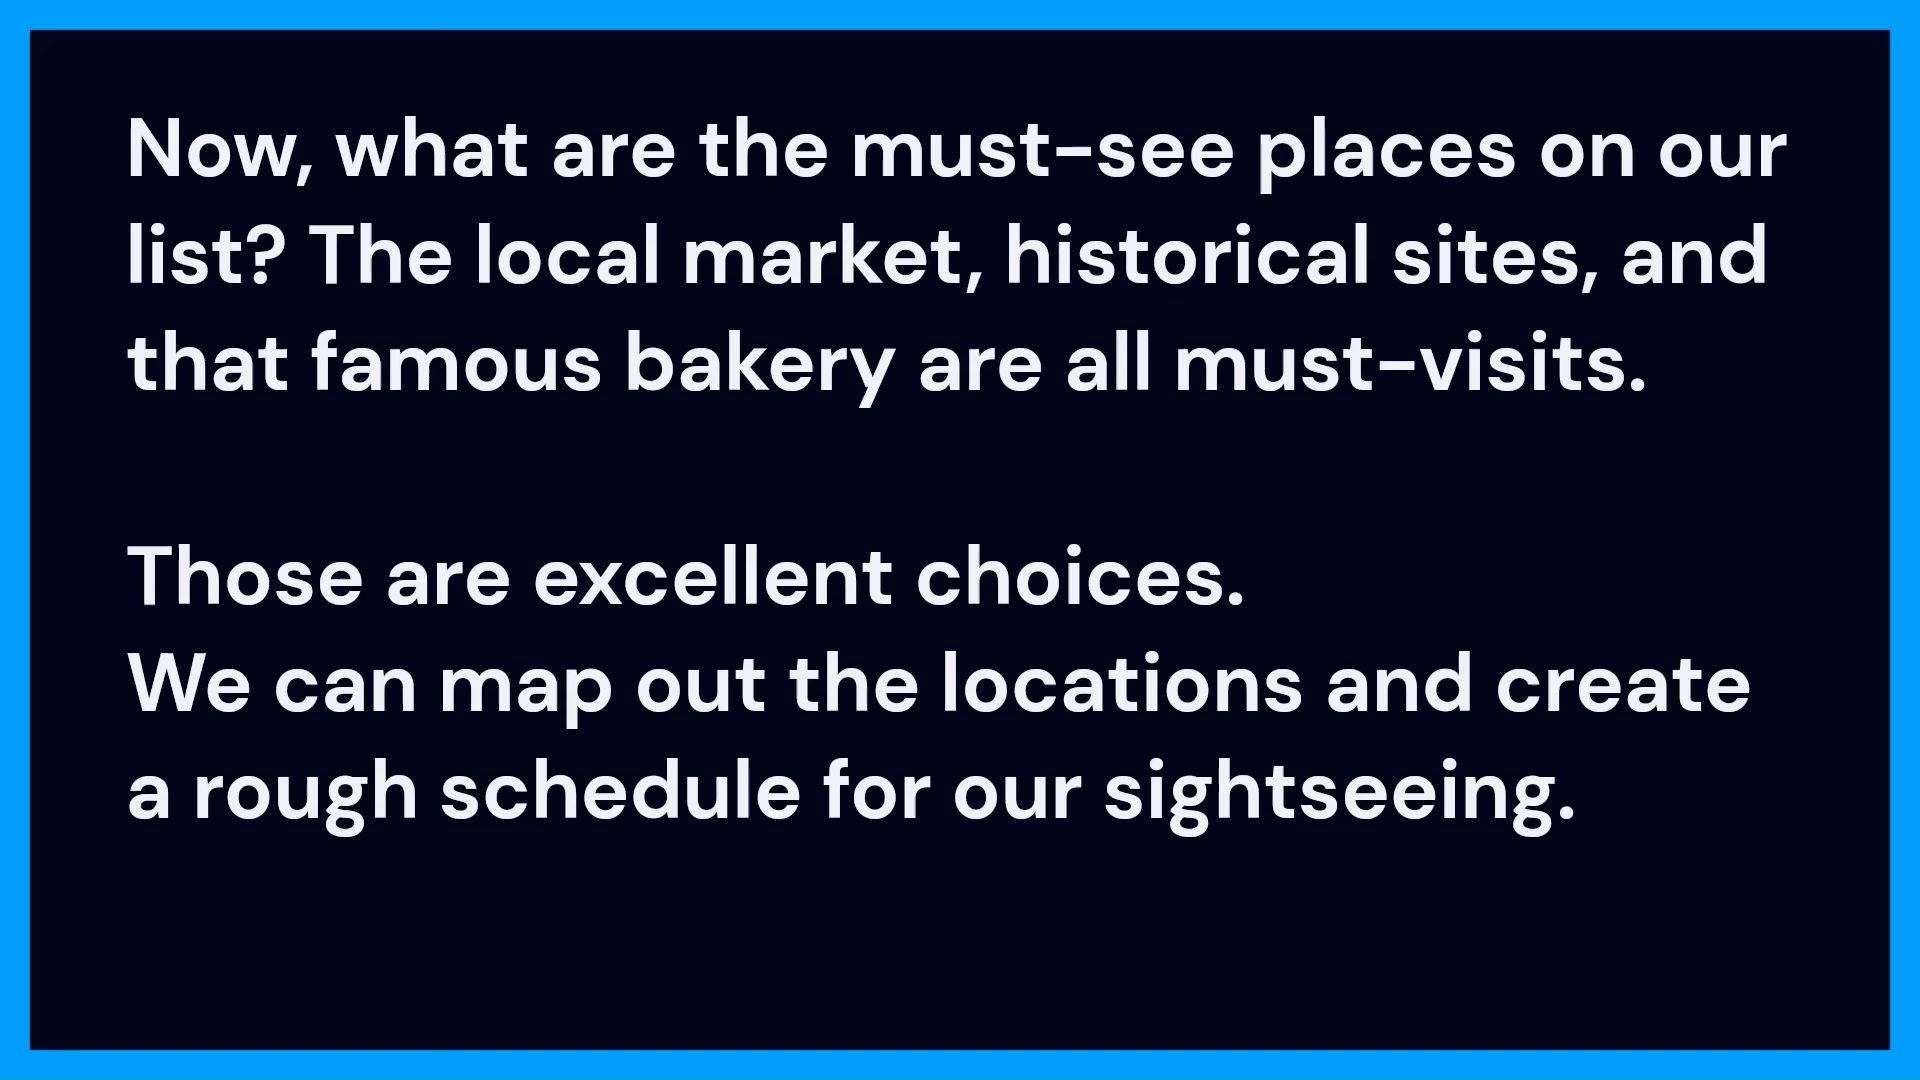 Now, what are the must-see places on our
list? The local market, historical sites, and
that famous bakery are all must-visits.
Those are excellent choices.
We can map out the locations and create
a rough schedule for our sightseeing.